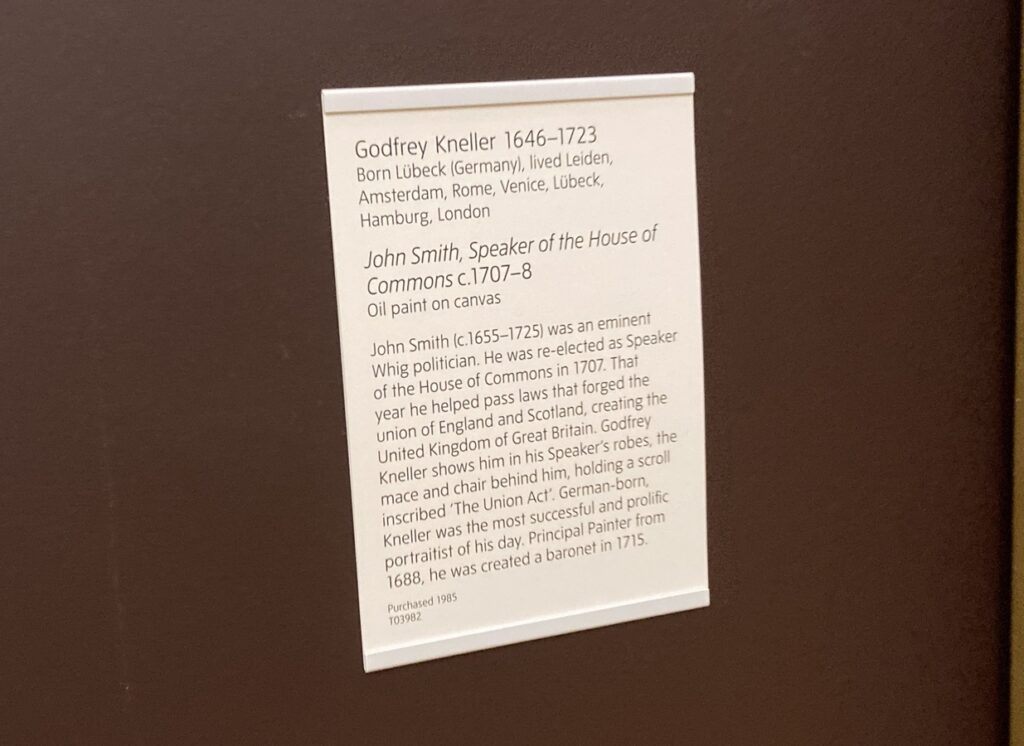 Godfrey Kneller 1646–1723
Born Lübeck (Germany), lived Leiden,
Amsterdam, Rome, Venice, Lübeck,
Hamburg, London
John Smith, Speaker of the House of
Commons c.1707–8
Oil paint on canvas
John Smith (c.1655–1725) was an eminent
Whig politician. He was re-elected as Speaker
of the House of Commons in 1707. That
year he helped pass laws that forged the
union of England and Scotland, creating the
United Kingdom of Great Britain. Godfrey
Kneller shows him in his Speaker's robes, the
mace and chair behind him, holding a scroll
inscribed ‘The Union Act’. German-born,
Kneller was the most successful and prolific
portraitist of his day. Principal Painter from
1688, he was created a baronet in 1715.
Purchased 1985
T03982